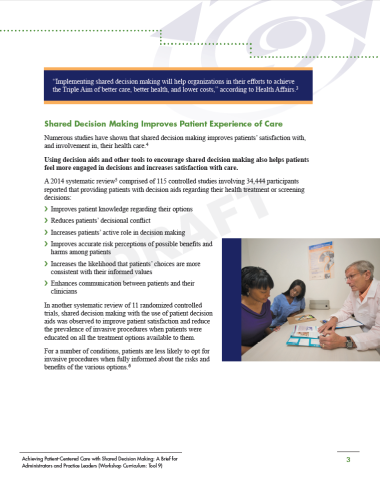 "Implementing shared decision making will help organizations in their efforts to achieve
the Triple Aim of better care, better health, and lower costs," according to Health Affairs.3
Shared Decision Making Improves Patient Experience of Care
Numerous studies have shown that shared decision making improves patients' satisfaction with,
and involvement in, their health care.4
Using decision aids and other tools to encourage shared decision making also helps patients
feel more engaged in decisions and increases satisfaction with care.
A 2014 systematic review5 comprised of 115 controlled studies involving 34,444 participants
reported that providing patients with decision aids regarding their health treatment or screening
decisions:
❯ Improves patient knowledge regarding their options
❯ Reduces patients' decisional conflict
❯ Increases patients' active role in decision making
❯ Improves accurate risk perceptions of possible benefits and
harms among patients
❯ Increases the likelihood that patients' choices are more
consistent with their informed values
❯ Enhances communication between patients and their
clinicians
In another systematic review of 11 randomized controlled
trials, shared decision making with the use of patient decision
aids was observed to improve patient satisfaction and reduce
the prevalence of invasive procedures when patients were
educated on all the treatment options available to them.
For a number of conditions, patients are less likely to opt for
invasive procedures when fully informed about the risks and
benefits of the various options.6
DRAFT
Achieving Patient-Centered Care with Shared Decision Making: A Brief for
Administrators and Practice Leaders (Workshop Curriculum: Tool 9)
3